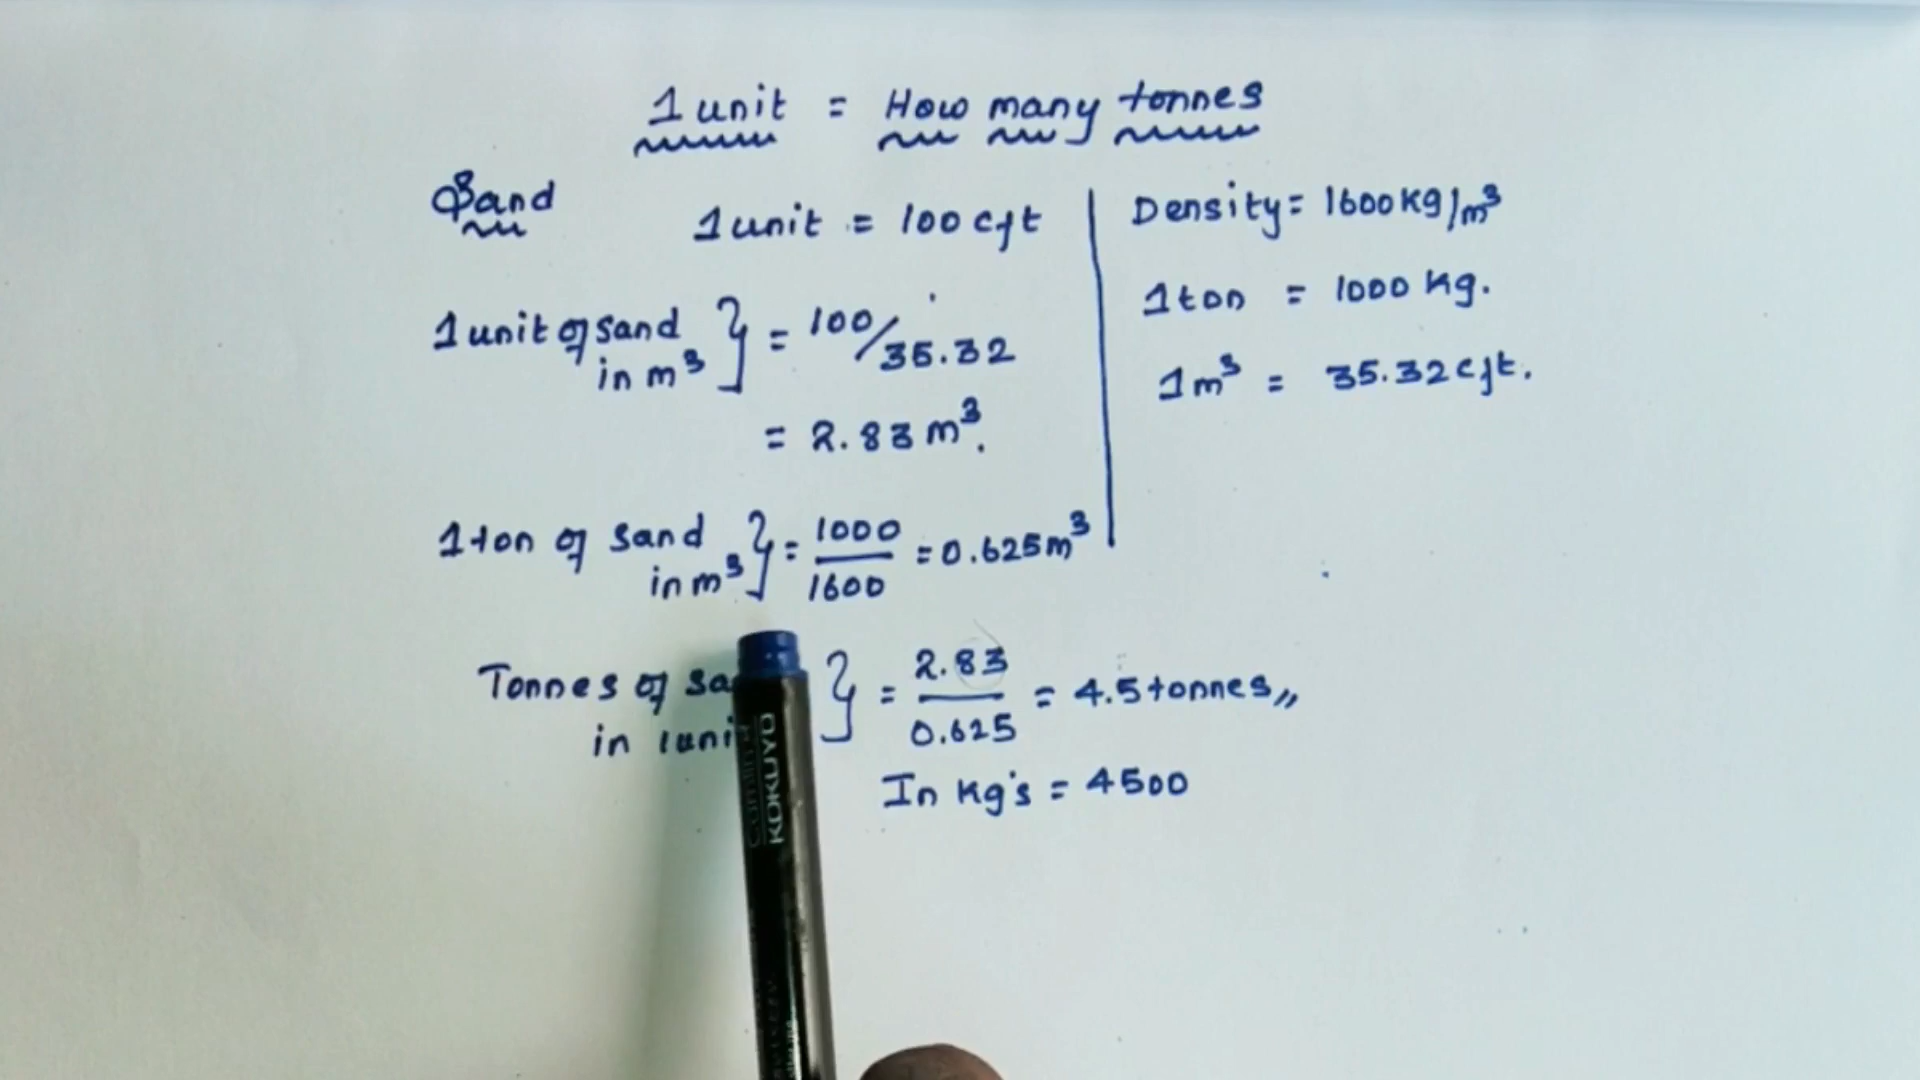 1 unit = How many tonnes
Sand
1 unit = 100 cft
Density = 1600 kg/m³
1 ton = 1000 kg.
1 unit of sand in m³ } = 100/35.32
1m³ = 35.32 cft.
= 2.83 m³.
1 ton of sand in m³ } = 1000/1600 = 0.625 m³
Tonnes of sa
in 1 uni
} = 2.83/0.625 = 4.5 tonnes,,
In kg's = 4500
KOKUYO